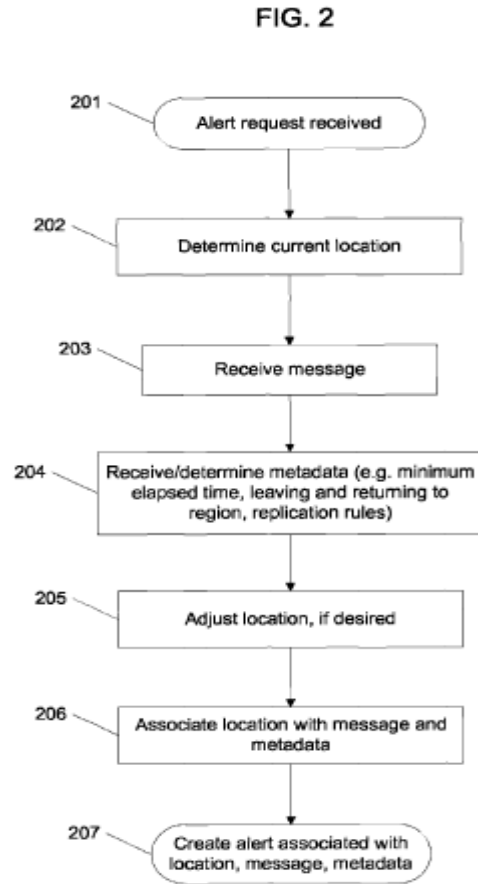 FIG. 2
201
Alert request received
202
Determine current location
203
Receive message
204
Receive/determine metadata (e.g. minimum
elapsed time, leaving and returning to
region, replication rules)
205
Adjust location, if desired
206
Associate location with message and
metadata
207
Create alert associated with
location, message, metadata